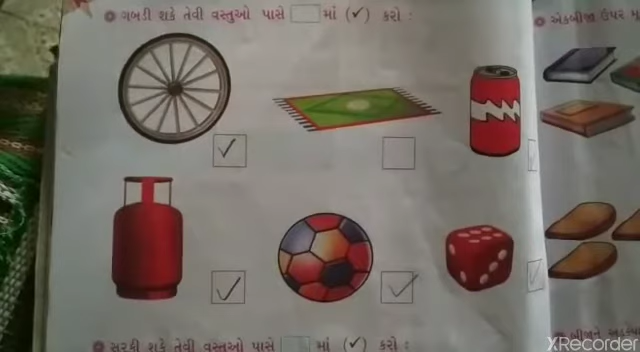 ગબડી શકે તેવી વસ્તુઓ પાસે □ માં (✓) કરો :
એકબીજા ઉપર
સરકી શકે તેવી વસ્તુઓ પાસે □ માં (✓) કરો :
XRecorder